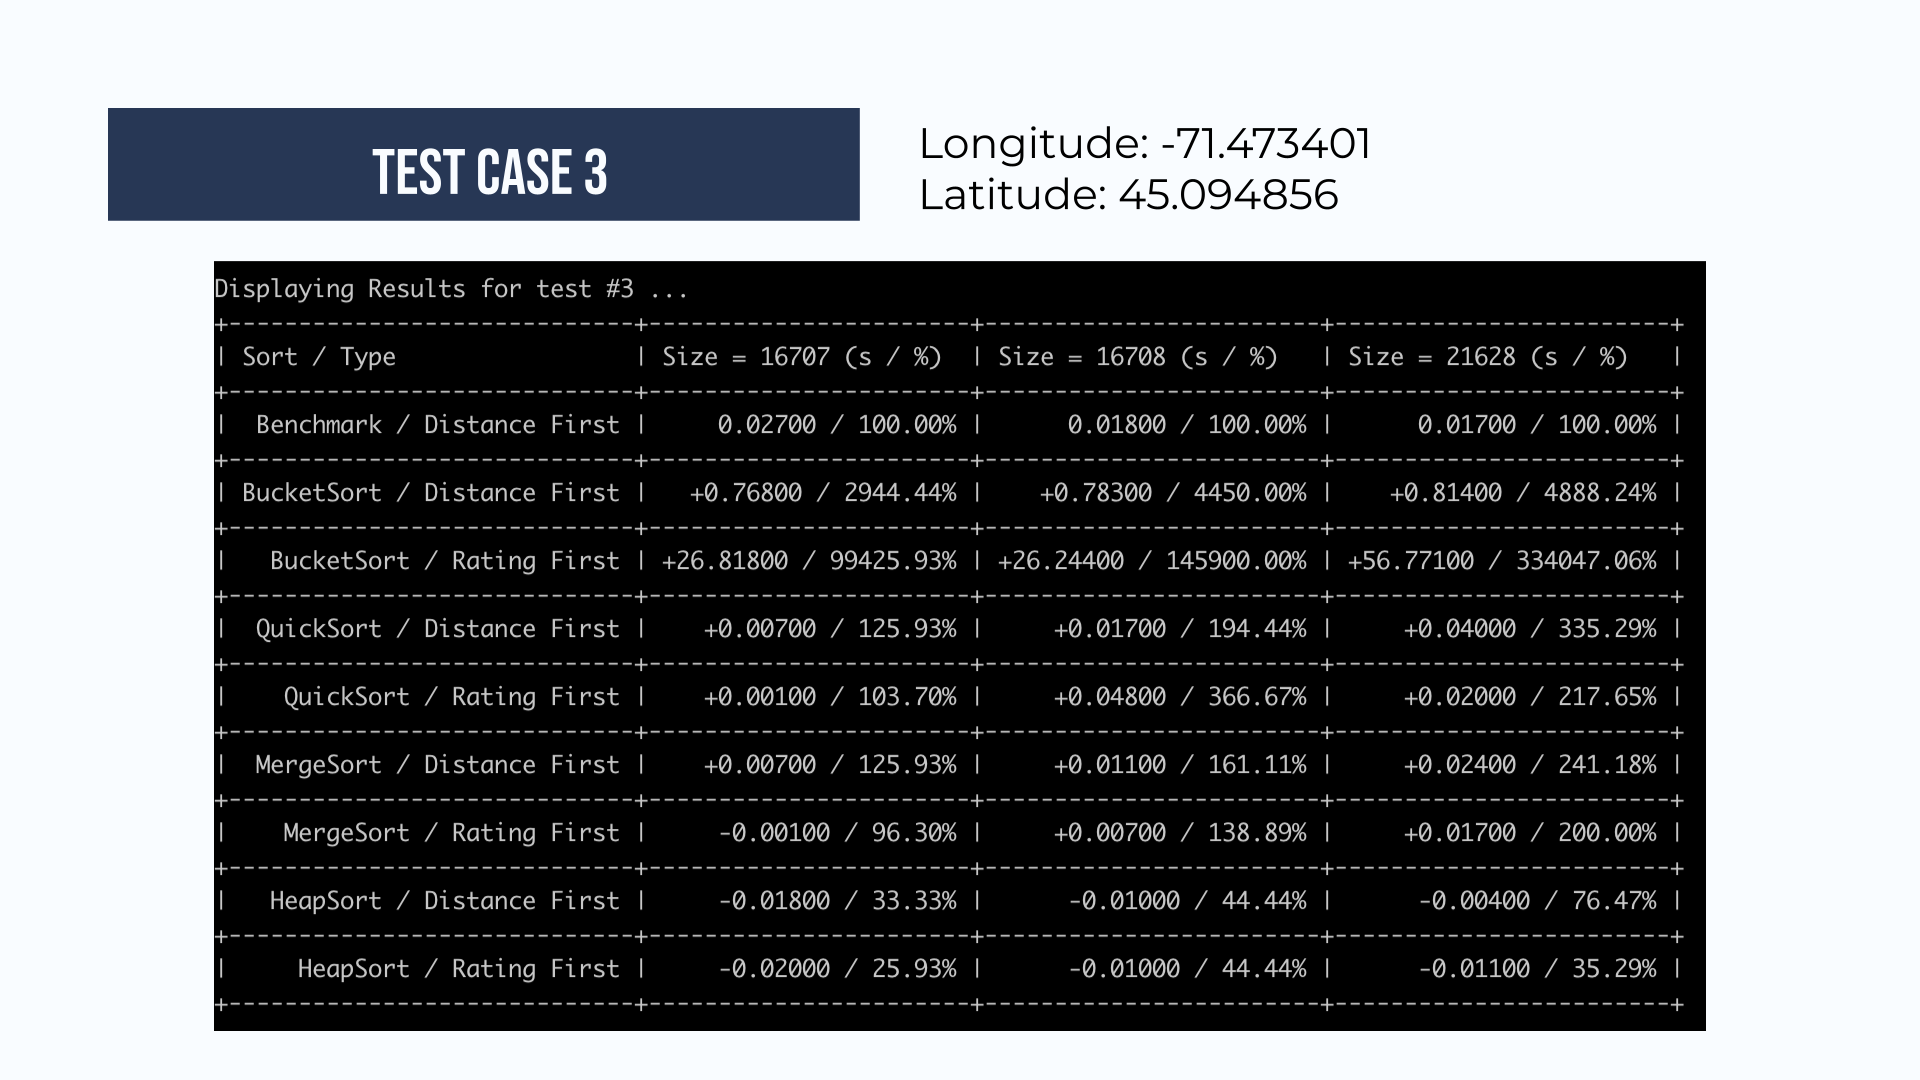 TEST CASE 3
Longitude: -71.473401
Latitude: 45.094856
Displaying Results for test #3 ...
+-----------------------------+-----------------------+------------------------+------------------------+
| Sort / Type                 | Size = 16707 (s / %)  | Size = 16708 (s / %)   | Size = 21628 (s / %)   |
+-----------------------------+-----------------------+------------------------+------------------------+
|  Benchmark / Distance First |     0.02700 / 100.00% |      0.01800 / 100.00% |      0.01700 / 100.00% |
+-----------------------------+-----------------------+------------------------+------------------------+
| BucketSort / Distance First |   +0.76800 / 2944.44% |    +0.78300 / 4450.00% |    +0.81400 / 4888.24% |
+-----------------------------+-----------------------+------------------------+------------------------+
|   BucketSort / Rating First | +26.81800 / 99425.93% | +26.24400 / 145900.00% | +56.77100 / 334047.06% |
+-----------------------------+-----------------------+------------------------+------------------------+
|  QuickSort / Distance First |    +0.00700 / 125.93% |     +0.01700 / 194.44% |     +0.04000 / 335.29% |
+-----------------------------+-----------------------+------------------------+------------------------+
|    QuickSort / Rating First |    +0.00100 / 103.70% |     +0.04800 / 366.67% |     +0.02000 / 217.65% |
+-----------------------------+-----------------------+------------------------+------------------------+
|  MergeSort / Distance First |    +0.00700 / 125.93% |     +0.01100 / 161.11% |     +0.02400 / 241.18% |
+-----------------------------+-----------------------+------------------------+------------------------+
|    MergeSort / Rating First |     -0.00100 / 96.30% |     +0.00700 / 138.89% |     +0.01700 / 200.00% |
+-----------------------------+-----------------------+------------------------+------------------------+
|   HeapSort / Distance First |     -0.01800 / 33.33% |      -0.01000 / 44.44% |      -0.00400 / 76.47% |
+-----------------------------+-----------------------+------------------------+------------------------+
|     HeapSort / Rating First |     -0.02000 / 25.93% |      -0.01000 / 44.44% |      -0.01100 / 35.29% |
+-----------------------------+-----------------------+------------------------+------------------------+